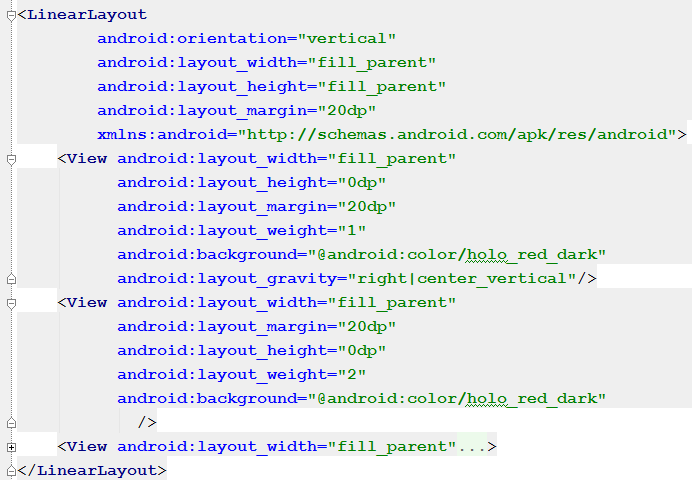 <LinearLayout
android:orientation="vertical"
android:layout_width="fill_parent"
android:layout_height="fill_parent"
android:layout_margin="20dp"
xmlns:android="http://schemas.android.com/apk/res/android">
<View android:layout_width="fill_parent"
android:layout_height="0dp"
android:layout_margin="20dp"
android:layout_weight="1"
android:background="@android:color/holo_red_dark"
android:layout_gravity="right|center_vertical"/>
<View android:layout_width="fill_parent"
android:layout_margin="20dp"
android:layout_height="0dp"
android:layout_weight="2"
android:background="@android:color/holo_red_dark"
/>
<View android:layout_width="fill_parent"...>
</LinearLayout>